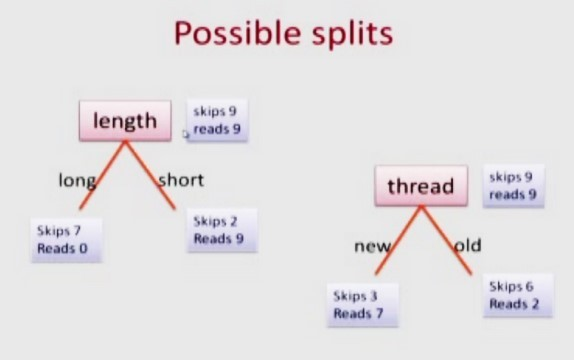 Possible splits
length
skips 9
reads 9
long
short
Skips 7
Reads 0
Skips 2
Reads 9
thread
skips 9
reads 9
new
old
Skips 3
Reads 7
Skips 6
Reads 2